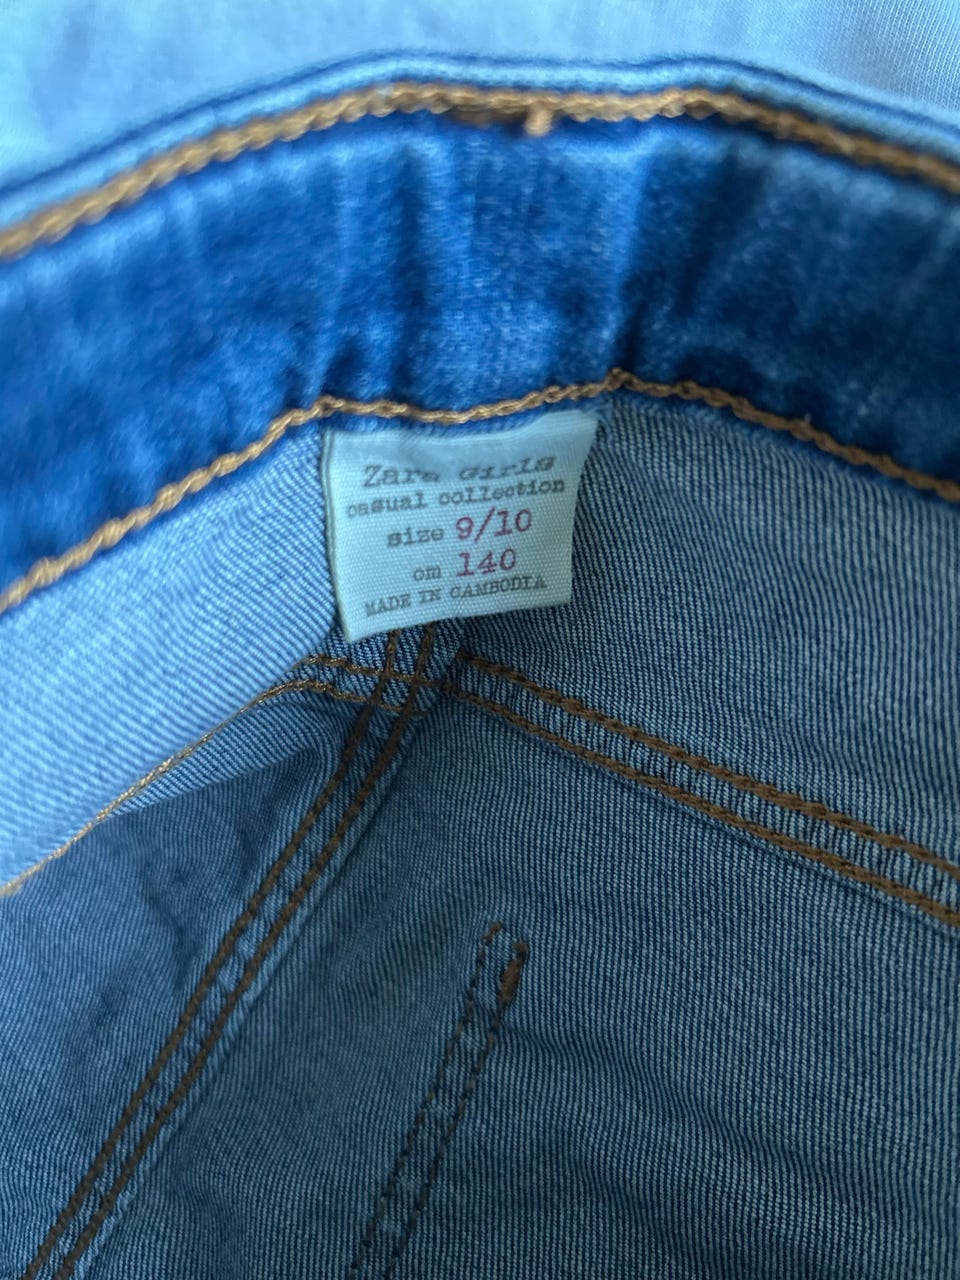 Zara Girls
casual collection
size 9/10
cm 140
MADE IN CAMBODIA